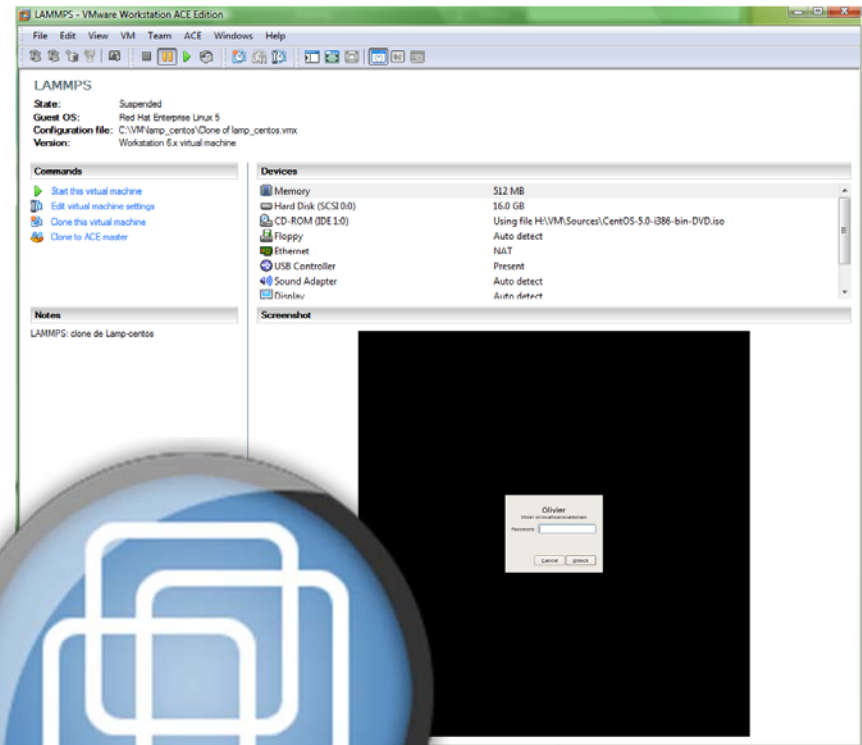 LAMMPS - VMware Workstation ACE Edition
File Edit View VM Team ACE Windows Help
LAMMPS
State: Suspended
Guest OS: Red Hat Enterprise Linux 5
Configuration file: C:\VM\lamp_centos\Clone of lamp_centos.vmx
Version: Workstation 6.x virtual machine
Commands
Start this virtual machine
Edit virtual machine settings
Clone this virtual machine
Clone to ACE master
Devices
Memory 512 MB
Hard Disk (SCSI 0:0) 16.0 GB
CD-ROM (IDE 1:0) Using file H:\VM\Sources\CentOS-5.0-i386-bin-DVD.iso
Floppy Auto detect
Ethernet NAT
USB Controller Present
Sound Adapter Auto detect
Display Auto detect
Notes
LAMMPS: clone de Lamp-centos
Screenshot
Olivier
Olivier on localhost.localdomain
Password:
Cancel Unlock